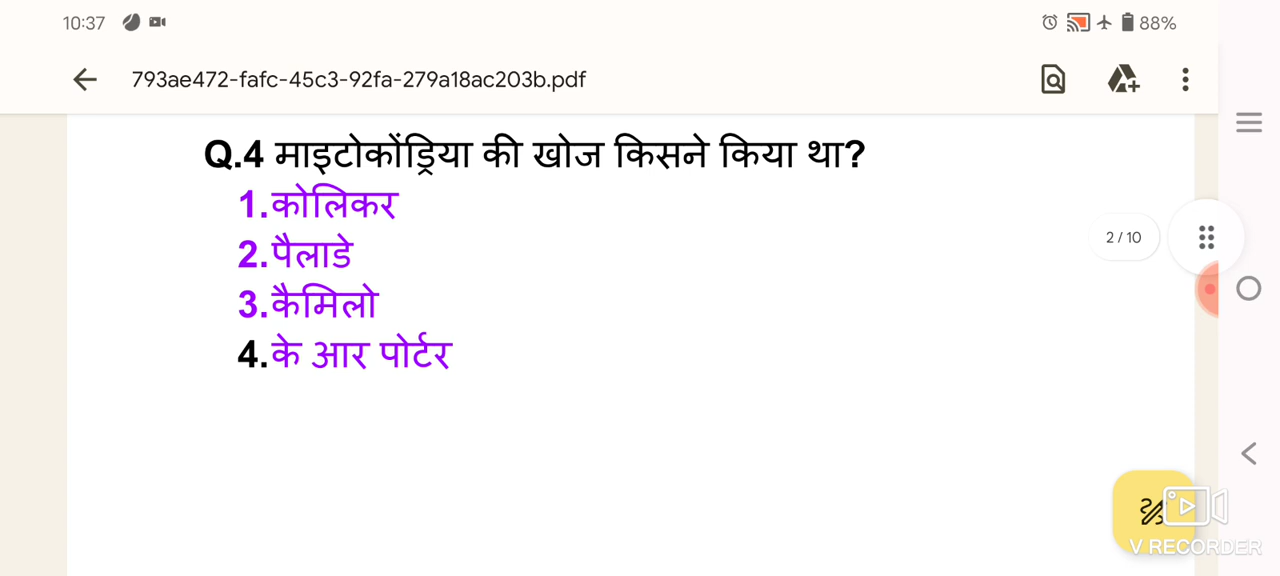 10:37 88%
793ae472-fafc-45c3-92fa-279a18ac203b.pdf
Q.4 माइटोकोंड्रिया की खोज किसने किया था?
1.कोलिकर
2.पैलाडे
3.कैमिलो
4.के आर पोर्टर
2 / 10
V RECORDER